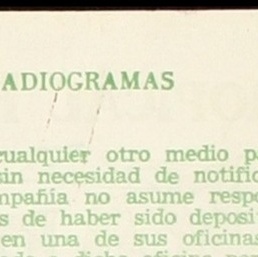 ADIOGRAMAS
cualquier otro medio p
sin necesidad de notific
mpañía no asume resp
s de haber sido deposit
en una de sus oficinas